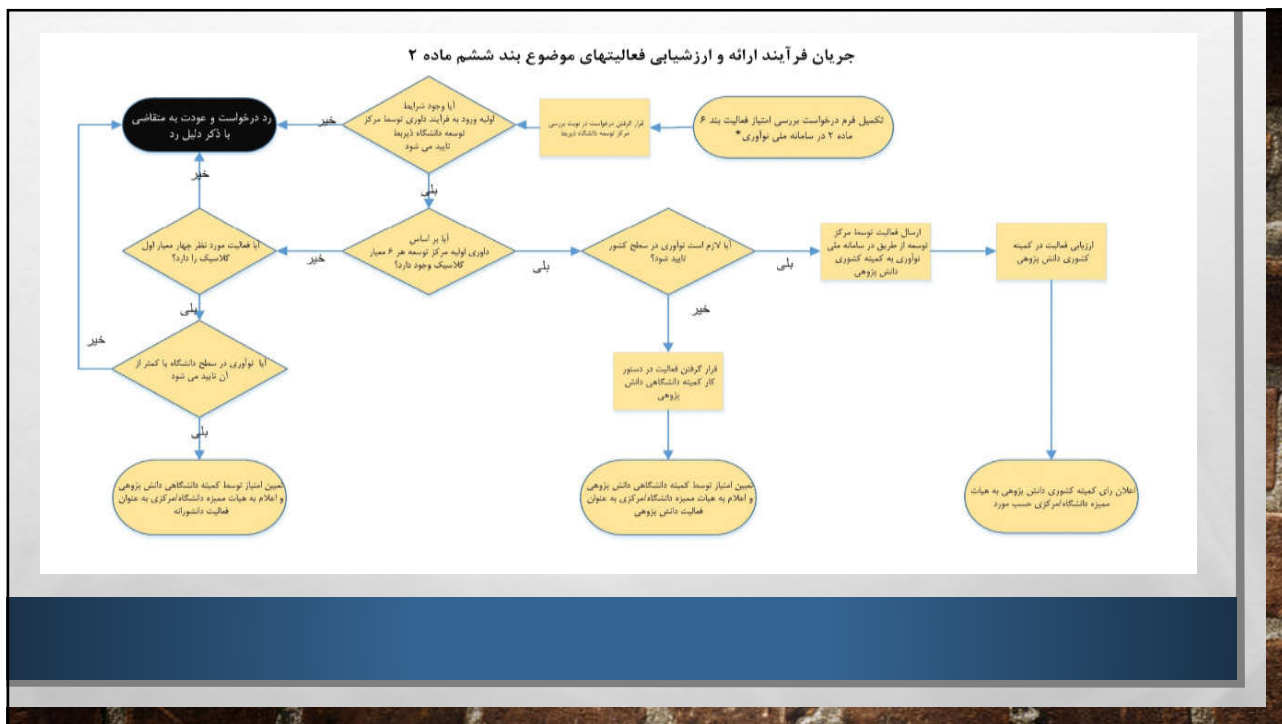 جریان فرآیند ارائه و ارزشیابی فعالیتهای موضوع بند ششم ماده ۲
تکمیل فرم درخواست بررسی امتیاز فعالیت بند ۶
ماده ۲ در سامانه ملی نوآوری*
قرار گرفتن درخواست در نوبت بررسی
مرکز توسعه دانشگاه ذیربط
آیا وجود شرایط
اولیه ورود به فرآیند داوری توسط مرکز
توسعه دانشگاه ذیربط
تایید می شود
خیر
رد درخواست و عودت به متقاضی
با ذکر دلیل رد
بلی
خیر
آیا بر اساس
داوری اولیه مرکز توسعه هر ۶ معیار
گلاسیک وجود دارد؟
بلی
آیا لازم است نوآوری در سطح کشور
تایید شود؟
بلی
ارسال فعالیت توسط مرکز
توسعه از طریق در سامانه ملی
نوآوری به کمیته کشوری
دانش پژوهی
ارزیابی فعالیت در کمیته
کشوری دانش پژوهی
خیر
آیا فعالیت مورد نظر چهار معیار اول
گلاسیک را دارد؟
بلی
خیر
خیر
آیا نوآوری در سطح دانشگاه یا کمتر از
آن تایید می شود
قرار گرفتن فعالیت در دستور
کار کمیته دانشگاهی دانش
پژوهی
بلی
اعلان رای کمیته کشوری دانش پژوهی به هیات
ممیزه دانشگاه/مرکزی حسب مورد
تعیین امتیاز توسط کمیته دانشگاهی دانش پژوهی
و اعلام به هیات ممیزه دانشگاه/مرکزی به عنوان
فعالیت دانش پژوهی
تعیین امتیاز توسط کمیته دانشگاهی دانش پژوهی
و اعلام به هیات ممیزه دانشگاه/مرکزی به عنوان
فعالیت دانشورانه